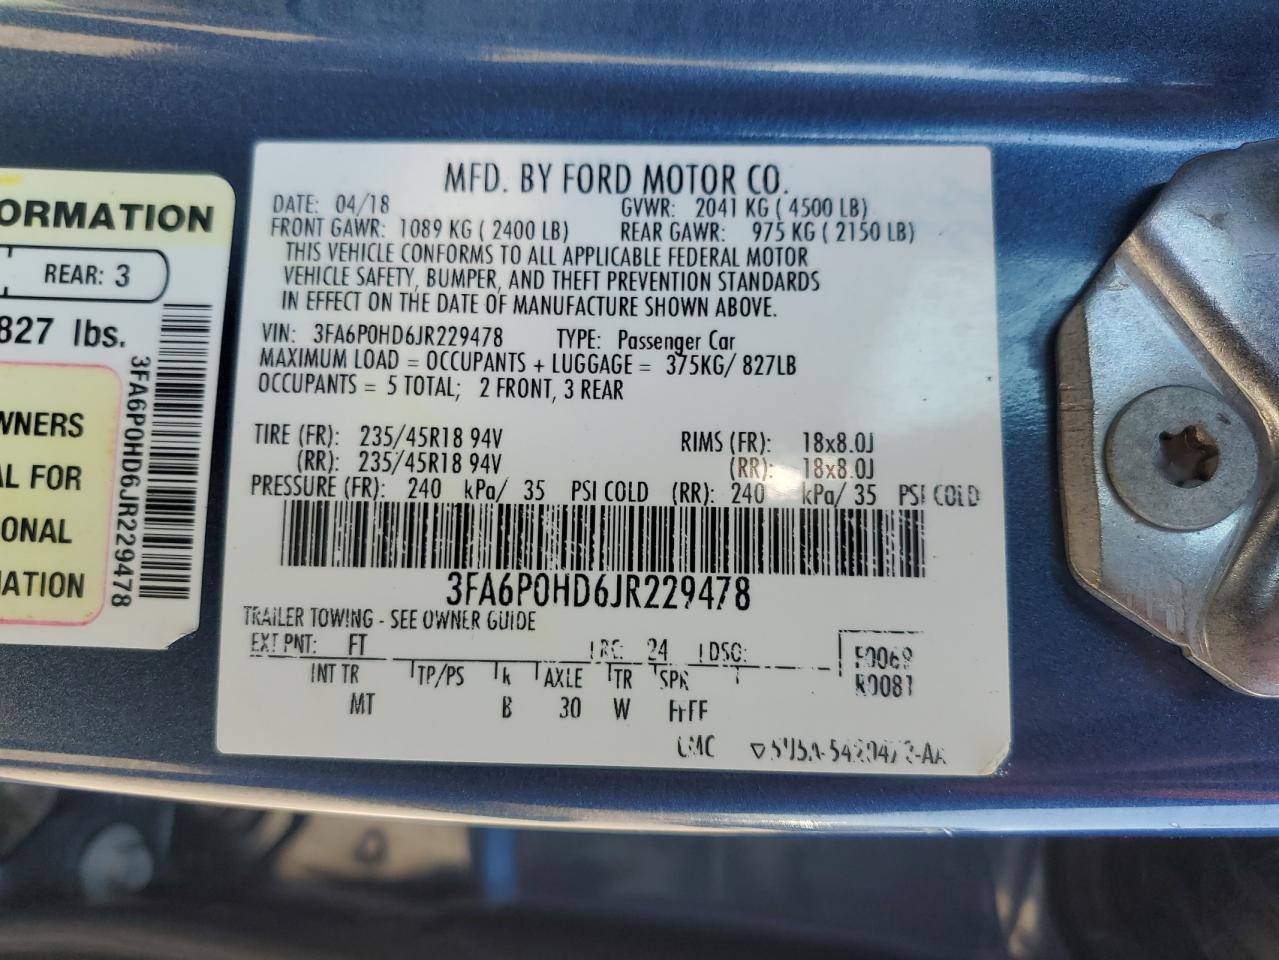 ORMATION
REAR: 3
827 lbs.
WNERS
AL FOR
ONAL
MATION
3FA6P0HD6JR229478
MFD. BY FORD MOTOR CO.
DATE: 04/18 GVWR: 2041 KG ( 4500 LB)
FRONT GAWR: 1089 KG ( 2400 LB) REAR GAWR: 975 KG ( 2150 LB)
THIS VEHICLE CONFORMS TO ALL APPLICABLE FEDERAL MOTOR
VEHICLE SAFETY, BUMPER, AND THEFT PREVENTION STANDARDS
IN EFFECT ON THE DATE OF MANUFACTURE SHOWN ABOVE.
VIN: 3FA6P0HD6JR229478 TYPE: Passenger Car
MAXIMUM LOAD = OCCUPANTS + LUGGAGE = 375KG/ 827LB
OCCUPANTS = 5 TOTAL; 2 FRONT, 3 REAR
TIRE (FR): 235/45R18 94V RIMS (FR): 18x8.0J
(RR): 235/45R18 94V (RR): 18x8.0J
PRESSURE (FR): 240 kPa/ 35 PSI COLD (RR): 240 kPa/ 35 PSI COLD
3FA6P0HD6JR229478
TRAILER TOWING - SEE OWNER GUIDE
EXT PNT: FT RC: 24 DSO:
INT TR TP/PS R AXLE TR SPR
MT B 30 W FFFF
R0081